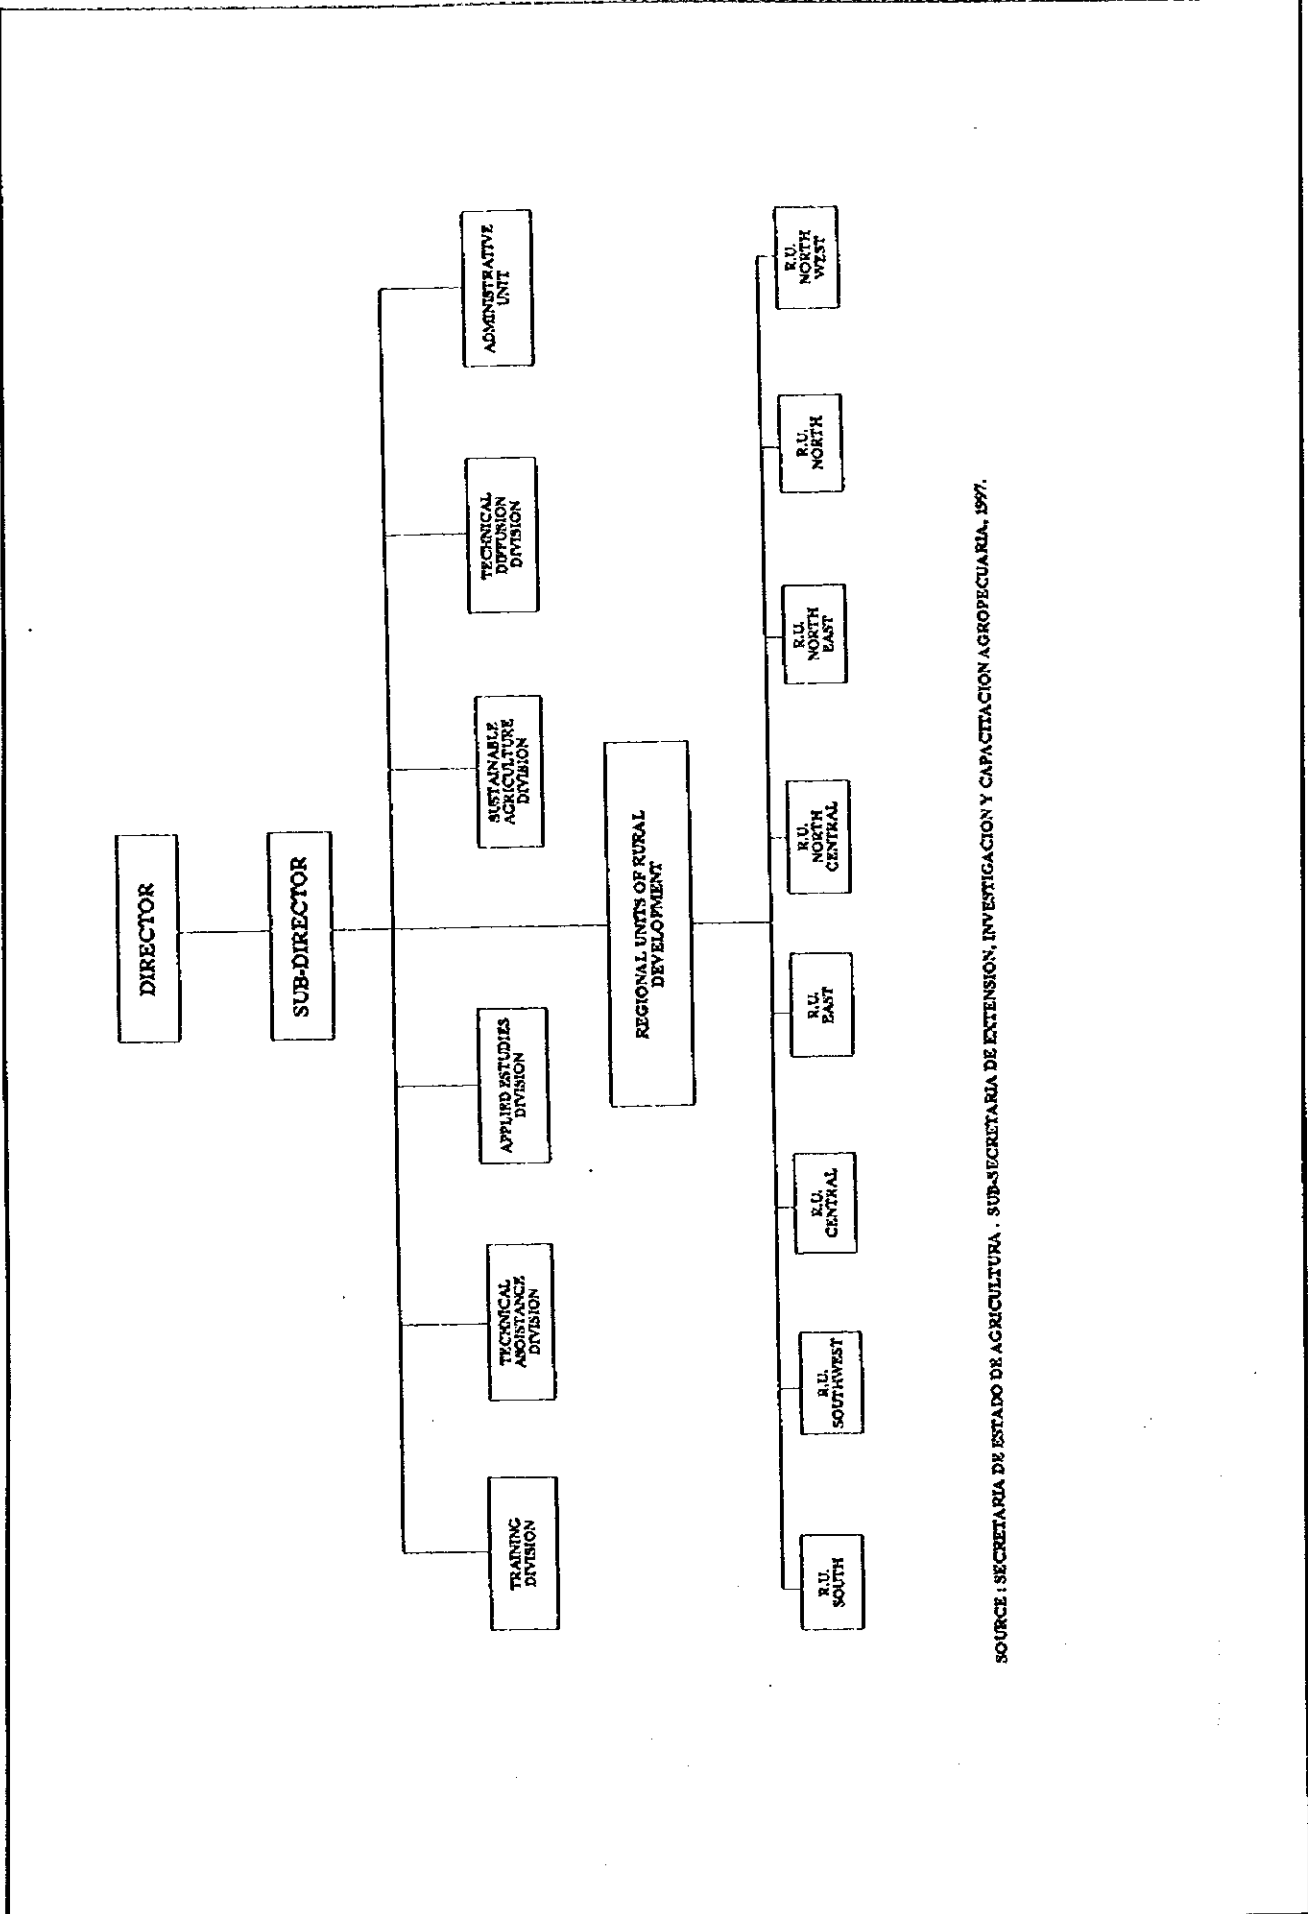 DIRECTOR
SUB-DIRECTOR
TRAINING
DIVISION
TECHNICAL
ASOISTANCE
DIVISION
APPLIED ESTUDIES
DIVISION
SUSTAINABLE
AGRICULTURE
DIVISION
TECHNICAL
DIFFUSION
DIVISION
ADMINISTRATIVE
UNIT
REGIONAL UNITS OF RURAL
DEVELOPMENT
R.U.
SOUTH
R.U.
SOUTHWEST
R.U.
CENTRAL
R.U.
EAST
R.U.
NORTH
CENTRAL
R.U.
NORTH
EAST
R.U.
NORTH
R.U.
NORTH
WEST
SOURCE : SECRETARIA DE ESTADO DE AGRICULTURA . SUB-SECRETARIA DE EXTENSION, INVESTIGACION Y CAPACITACION AGROPECUARIA, 1997.